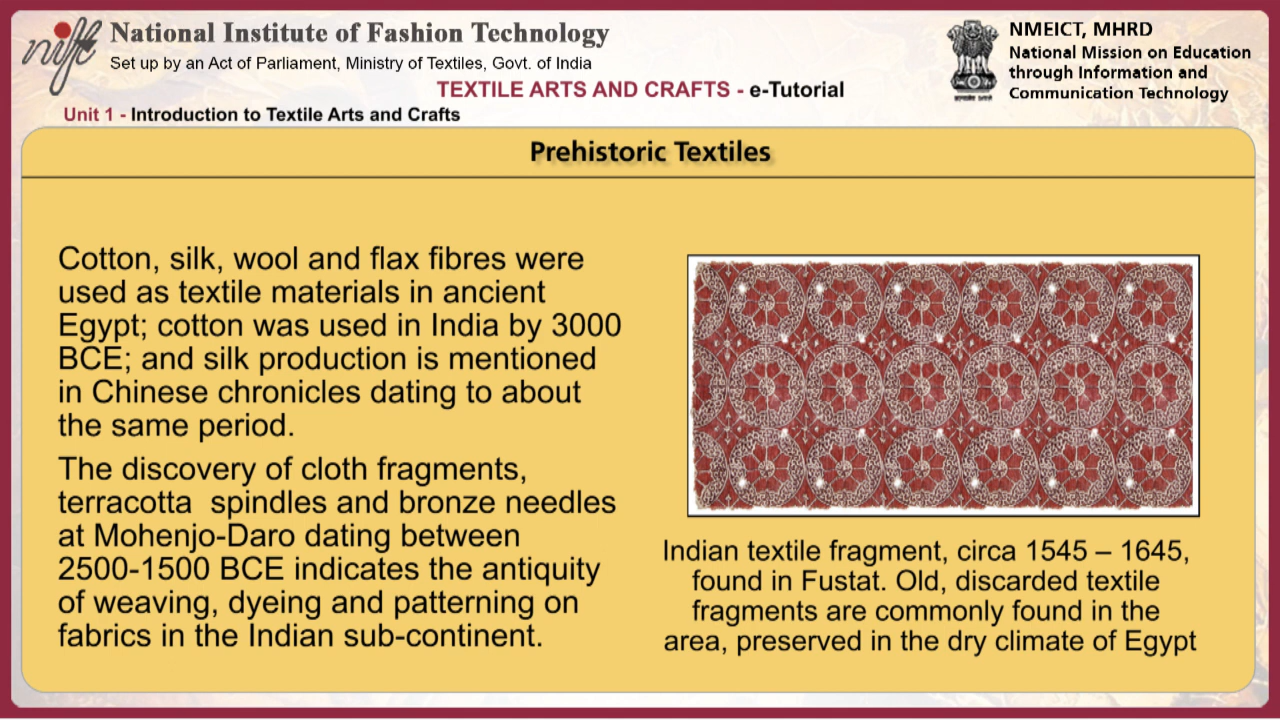 nift
National Institute of Fashion Technology
Set up by an Act of Parliament, Ministry of Textiles, Govt. of India
NMEICT, MHRD
National Mission on Education
through Information and
Communication Technology
TEXTILE ARTS AND CRAFTS - e-Tutorial
Unit 1 - Introduction to Textile Arts and Crafts
Prehistoric Textiles
Cotton, silk, wool and flax fibres were
used as textile materials in ancient
Egypt; cotton was used in India by 3000
BCE; and silk production is mentioned
in Chinese chronicles dating to about
the same period.
The discovery of cloth fragments,
terracotta  spindles and bronze needles
at Mohenjo-Daro dating between
2500-1500 BCE indicates the antiquity
of weaving, dyeing and patterning on
fabrics in the Indian sub-continent.
Indian textile fragment, circa 1545 – 1645,
found in Fustat. Old, discarded textile
fragments are commonly found in the
area, preserved in the dry climate of Egypt